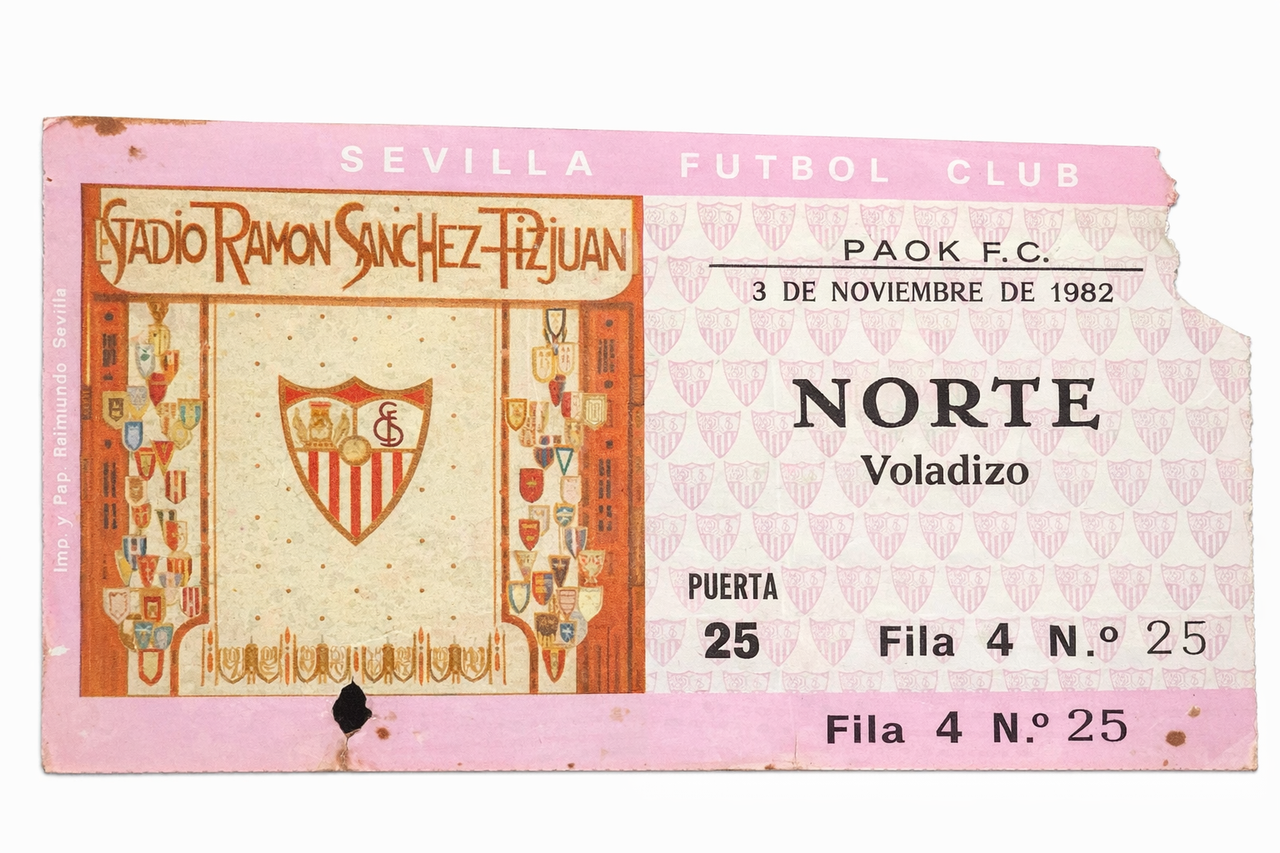 SEVILLA FUTBOL CLUB
ESTADIO RAMON SANCHEZ-PIZJUAN
PAOK F.C.
3 DE NOVIEMBRE DE 1982
NORTE
Voladizo
PUERTA
25
Fila 4 N.º 25
Fila 4 N.º 25
Imp. y Pap. Raimundo Sevilla